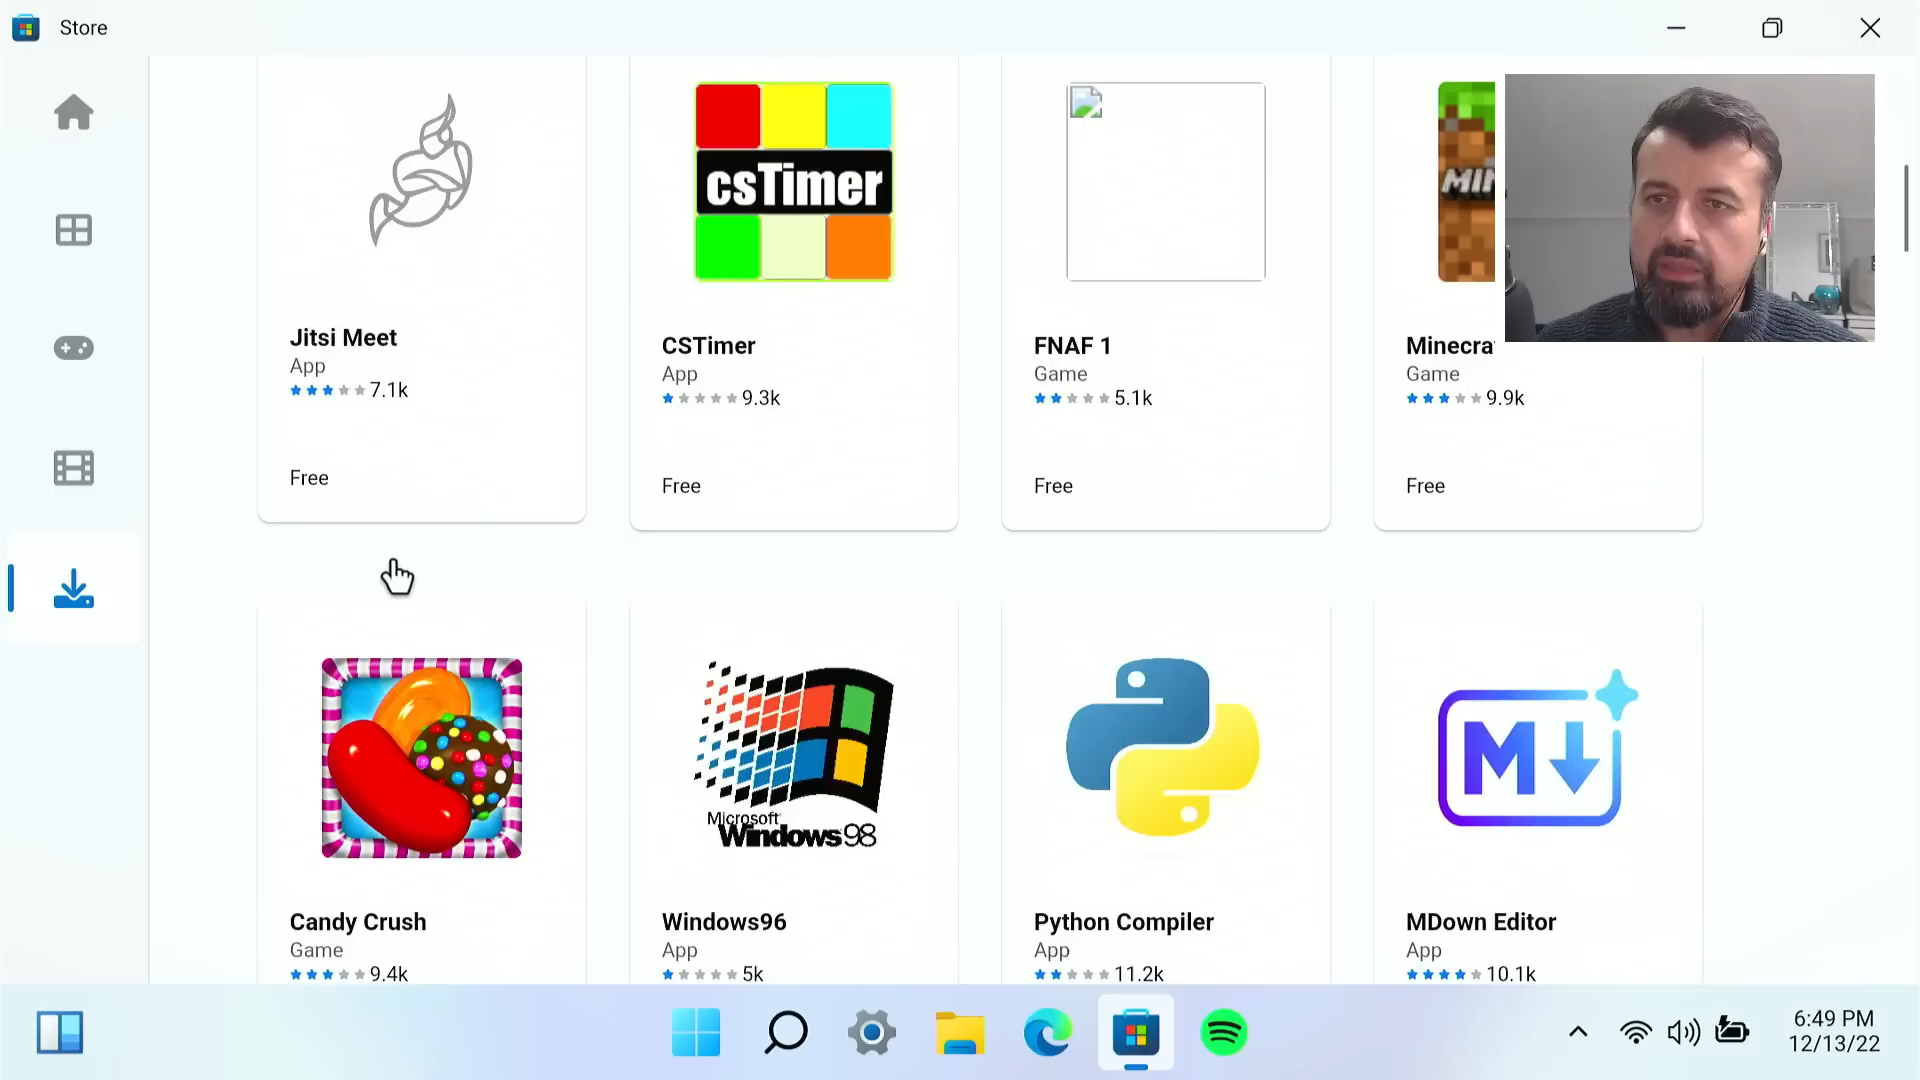 Store
csTimer
MIN
Jitsi Meet
App
7.1k
Free
CSTimer
App
9.3k
Free
FNAF 1
Game
5.1k
Free
Minecra
Game
9.9k
Free
Microsoft
Windows98
M
Candy Crush
Game
9.4k
Windows96
App
5k
Python Compiler
App
11.2k
MDown Editor
App
10.1k
6:49 PM
12/13/22